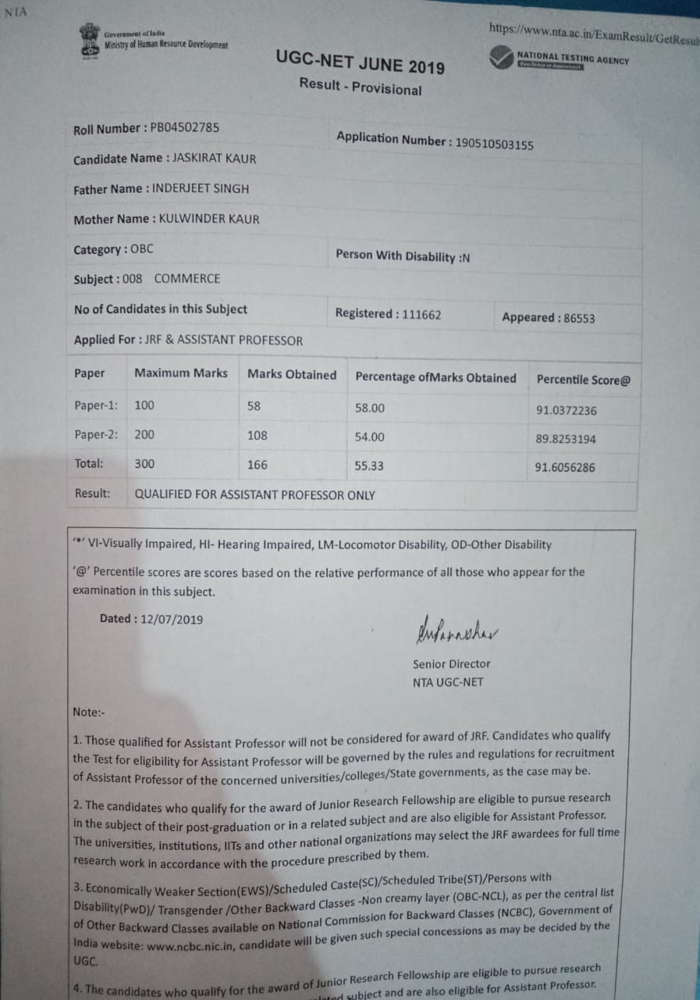 NTA
https://www.nta.ac.in/ExamResult/GetResul
Government of India
Ministry of Human Resource Development
NATIONAL TESTING AGENCY
Excellence in Assessment
UGC-NET JUNE 2019
Result - Provisional
Roll Number : PB04502785
Application Number : 190510503155
Candidate Name : JASKIRAT KAUR
Father Name : INDERJEET SINGH
Mother Name : KULWINDER KAUR
Category : OBC
Person With Disability :N
Subject : 008 COMMERCE
No of Candidates in this Subject
Registered : 111662
Appeared : 86553
Applied For : JRF & ASSISTANT PROFESSOR
Paper Maximum Marks Marks Obtained Percentage ofMarks Obtained Percentile Score@
Paper-1: 100 58 58.00 91.0372236
Paper-2: 200 108 54.00 89.8253194
Total: 300 166 55.33 91.6056286
Result: QUALIFIED FOR ASSISTANT PROFESSOR ONLY
'*' VI-Visually Impaired, HI- Hearing Impaired, LM-Locomotor Disability, OD-Other Disability
'@' Percentile scores are scores based on the relative performance of all those who appear for the
examination in this subject.
Dated : 12/07/2019
Senior Director
NTA UGC-NET
Note:-
1. Those qualified for Assistant Professor will not be considered for award of JRF. Candidates who qualify
the Test for eligibility for Assistant Professor will be governed by the rules and regulations for recruitment
of Assistant Professor of the concerned universities/colleges/State governments, as the case may be.
2. The candidates who qualify for the award of Junior Research Fellowship are eligible to pursue research
in the subject of their post-graduation or in a related subject and are also eligible for Assistant Professor.
The universities, institutions, IITs and other national organizations may select the JRF awardees for full time
research work in accordance with the procedure prescribed by them.
3. Economically Weaker Section(EWS)/Scheduled Caste(SC)/Scheduled Tribe(ST)/Persons with
Disability(PwD)/ Transgender /Other Backward Classes -Non creamy layer (OBC-NCL), as per the central list
of Other Backward Classes available on National Commission for Backward Classes (NCBC), Government of
India website: www.ncbc.nic.in, candidate will be given such special concessions as may be decided by the
UGC.
4. The candidates who qualify for the award of Junior Research Fellowship are eligible to pursue research
subject and are also eligible for Assistant Professor.